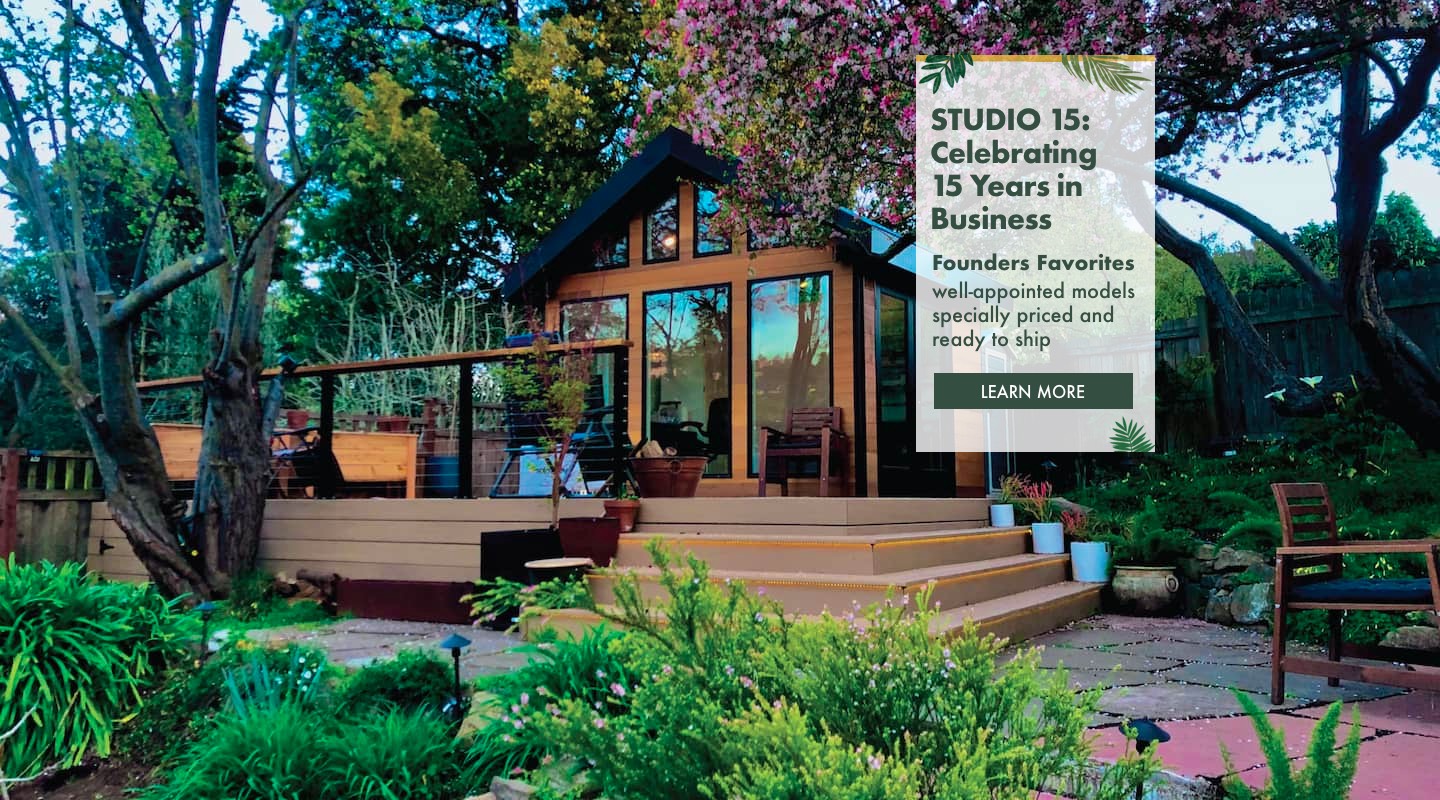 STUDIO 15:
Celebrating
15 Years in
Business
Founders Favorites
well-appointed models
specially priced and
ready to ship
LEARN MORE